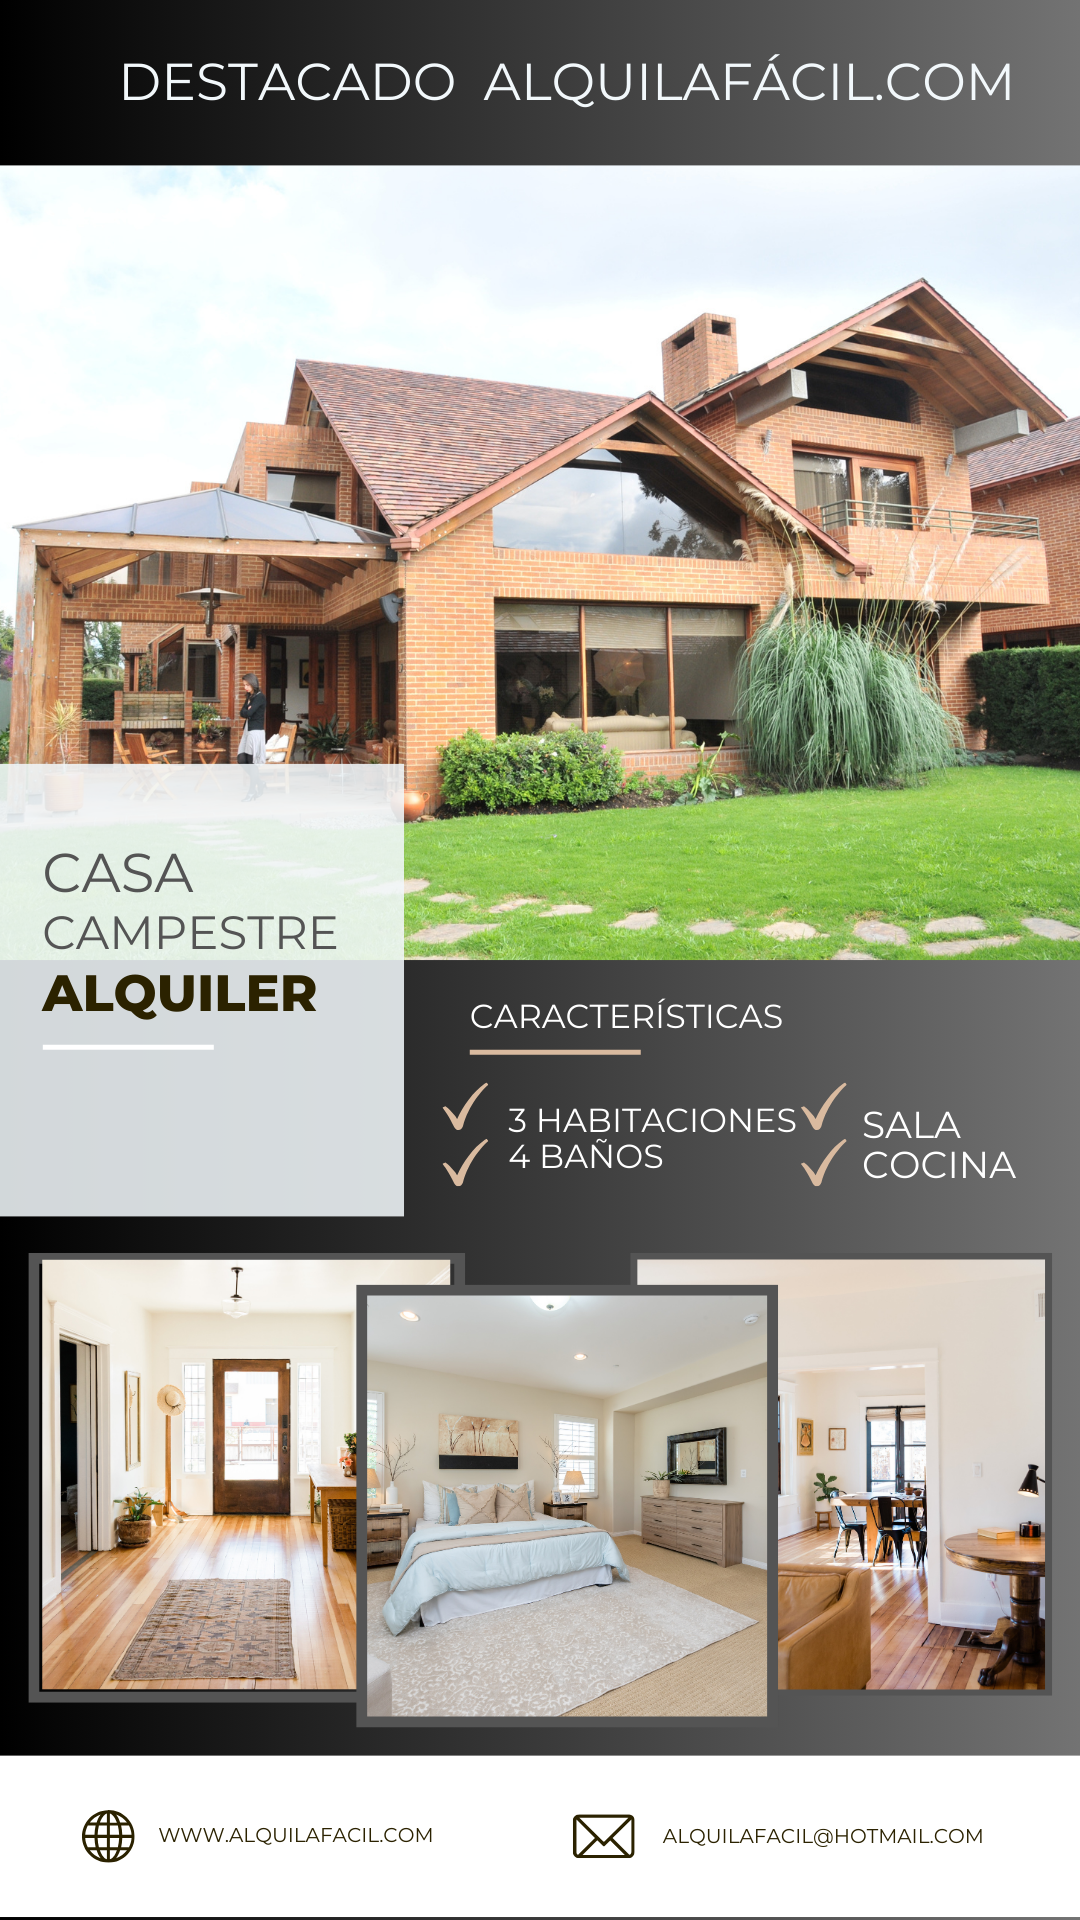 DESTACADO ALQUILAFÁCIL.COM
CASA
CAMPESTRE
ALQUILER
CARACTERÍSTICAS
3 HABITACIONES
4 BAÑOS
SALA
COCINA
WWW.ALQUILAFACIL.COM
ALQUILAFACIL@HOTMAIL.COM